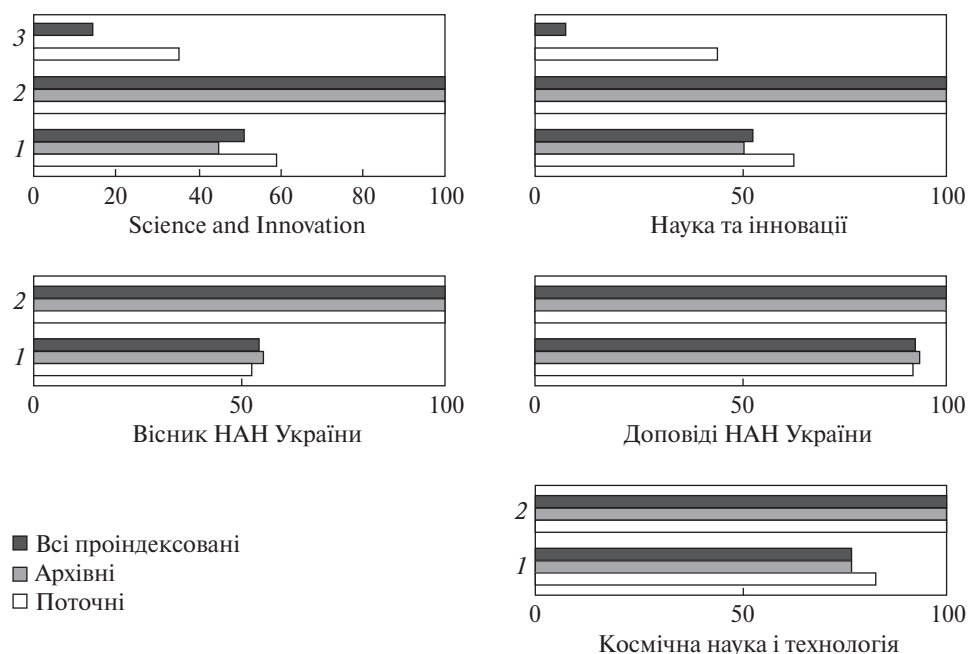 3
2
1
0 20 40 60 80 100
Science and Innovation
0 50 100
Наука та інновації
2
1
0 50 100
Вісник НАН України
0 50 100
Доповіді НАН України
2
1
0 50 100
Космічна наука і технологія
Всі проіндексовані
Архівні
Поточні